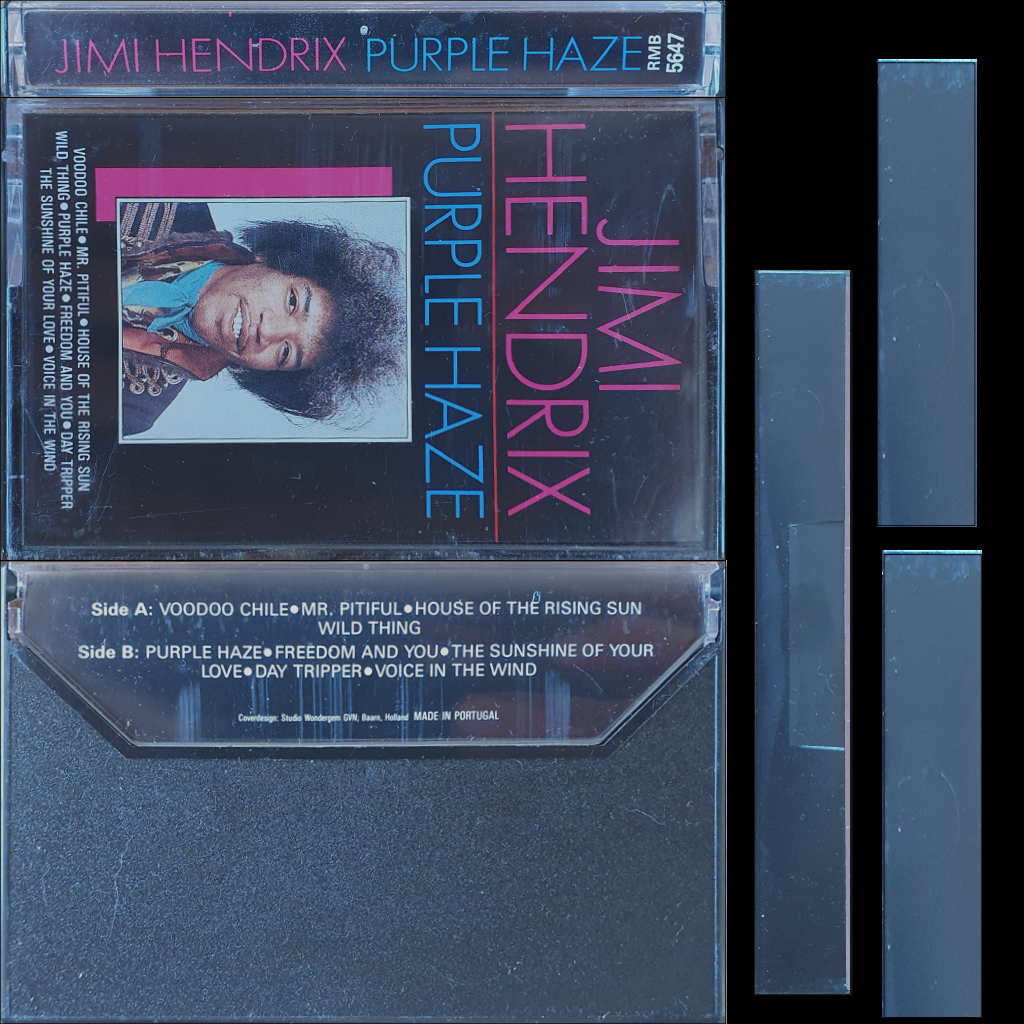 JIMI HENDRIX PURPLE HAZE RMB 5647
JIMI
HENDRIX
PURPLE HAZE
VOODOO CHILE●MR. PITIFUL●HOUSE OF THE RISING SUN
WILD THING●PURPLE HAZE●FREEDOM AND YOU●DAY TRIPPER
THE SUNSHINE OF YOUR LOVE●VOICE IN THE WIND
Side A: VOODOO CHILE●MR. PITIFUL●HOUSE OF THE RISING SUN
WILD THING
Side B: PURPLE HAZE●FREEDOM AND YOU●THE SUNSHINE OF YOUR
LOVE●DAY TRIPPER●VOICE IN THE WIND
Coverdesign: Studio Wondergem GVN, Baarn, Holland MADE IN PORTUGAL